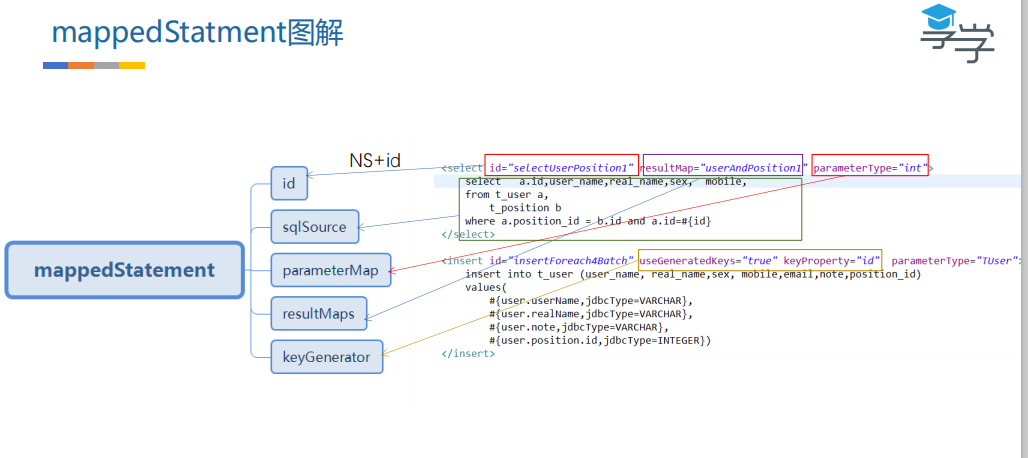 mappedStatment图解
享学
NS+id
mappedStatement
id
sqlSource
parameterMap
resultMaps
keyGenerator
<select id="selectUserPosition1" resultMap="userAndPosition1" parameterType="int">
select a.id,user_name,real_name,sex, mobile,
from t_user a,
t_position b
where a.position_id = b.id and a.id=#{id}
</select>
<insert id="insertForeach4Batch" useGeneratedKeys="true" keyProperty="id" parameterType="TUser">
insert into t_user (user_name, real_name,sex, mobile,email,note,position_id)
values(
#{user.userName,jdbcType=VARCHAR},
#{user.realName,jdbcType=VARCHAR},
#{user.note,jdbcType=VARCHAR},
#{user.position.id,jdbcType=INTEGER})
</insert>